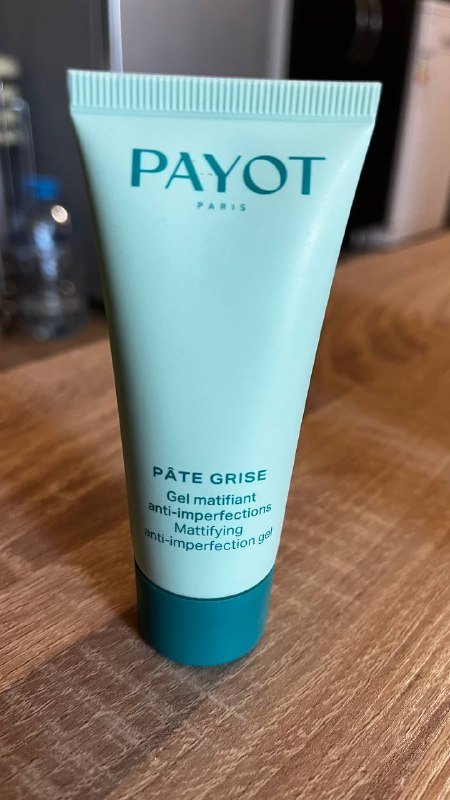 PAYOT
PARIS
PÂTE GRISE
Gel matifiant
anti-imperfections
Mattifying
anti-imperfection gel